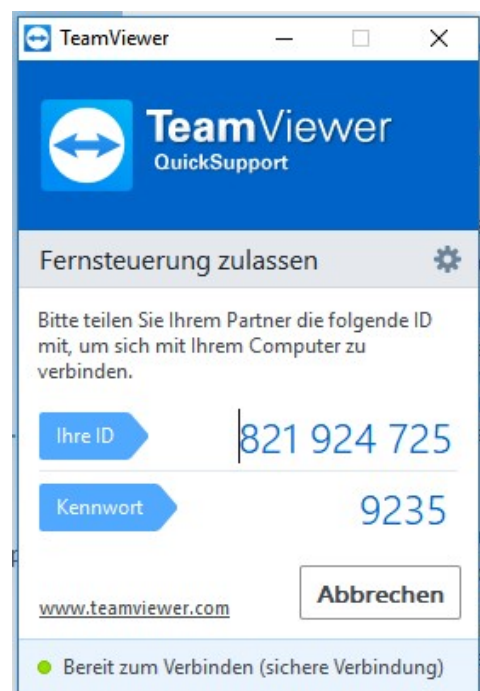 TeamViewer
TeamViewer
QuickSupport
Fernsteuerung zulassen
Bitte teilen Sie Ihrem Partner die folgende ID
mit, um sich mit Ihrem Computer zu
verbinden.
Ihre ID 821 924 725
Kennwort 9235
Abbrechen
www.teamviewer.com
Bereit zum Verbinden (sichere Verbindung)